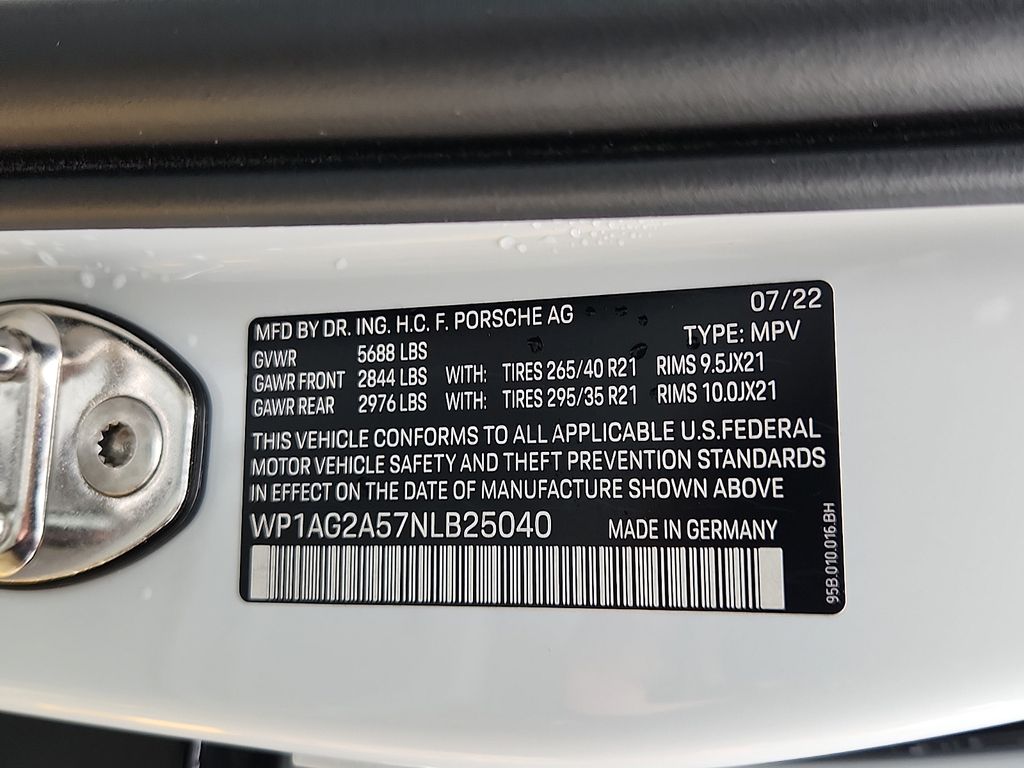 07/22
MFD BY DR. ING. H.C. F. PORSCHE AG
TYPE: MPV
GVWR 5688 LBS
GAWR FRONT 2844 LBS WITH: TIRES 265/40 R21 RIMS 9.5JX21
GAWR REAR 2976 LBS WITH: TIRES 295/35 R21 RIMS 10.0JX21
THIS VEHICLE CONFORMS TO ALL APPLICABLE U.S.FEDERAL
MOTOR VEHICLE SAFETY AND THEFT PREVENTION STANDARDS
IN EFFECT ON THE DATE OF MANUFACTURE SHOWN ABOVE
WP1AG2A57NLB25040 MADE IN GERMANY
95B.010.016.BH